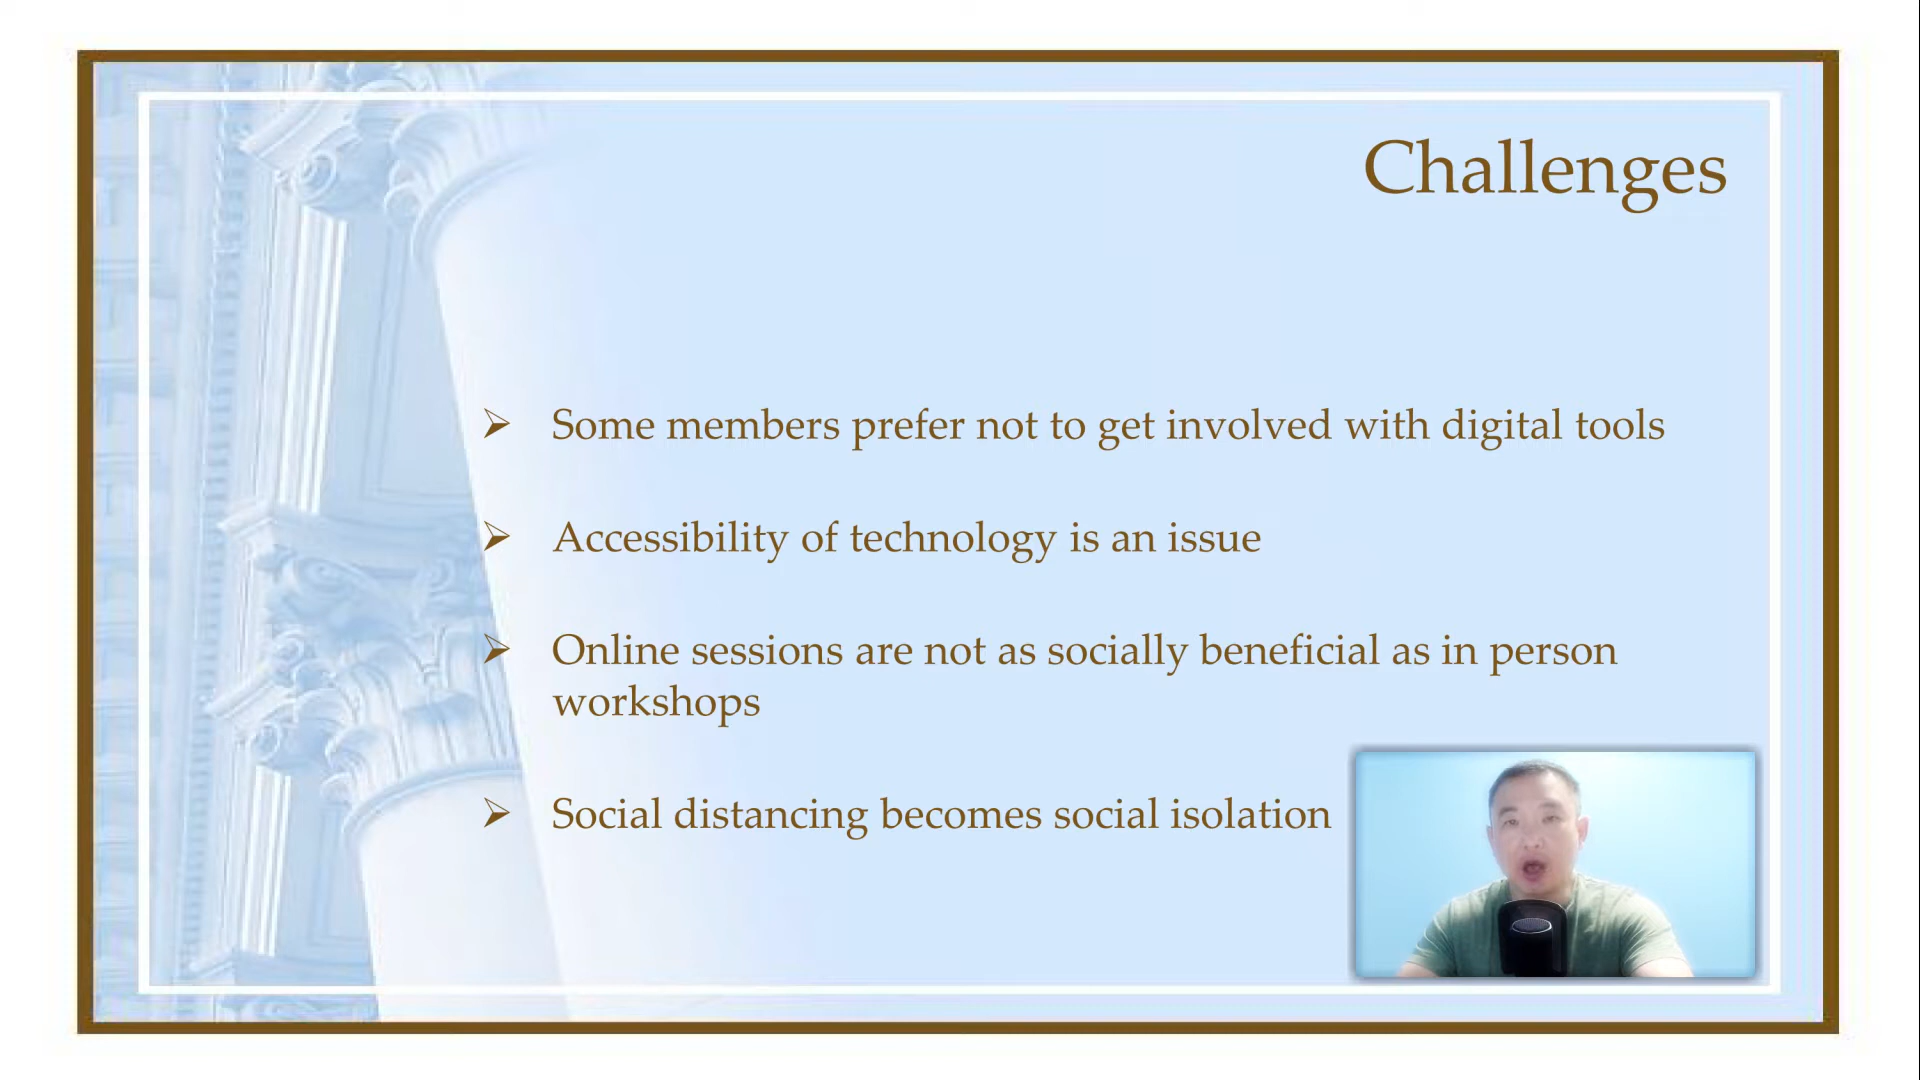 Challenges
Some members prefer not to get involved with digital tools
Accessibility of technology is an issue
Online sessions are not as socially beneficial as in person
workshops
Social distancing becomes social isolation